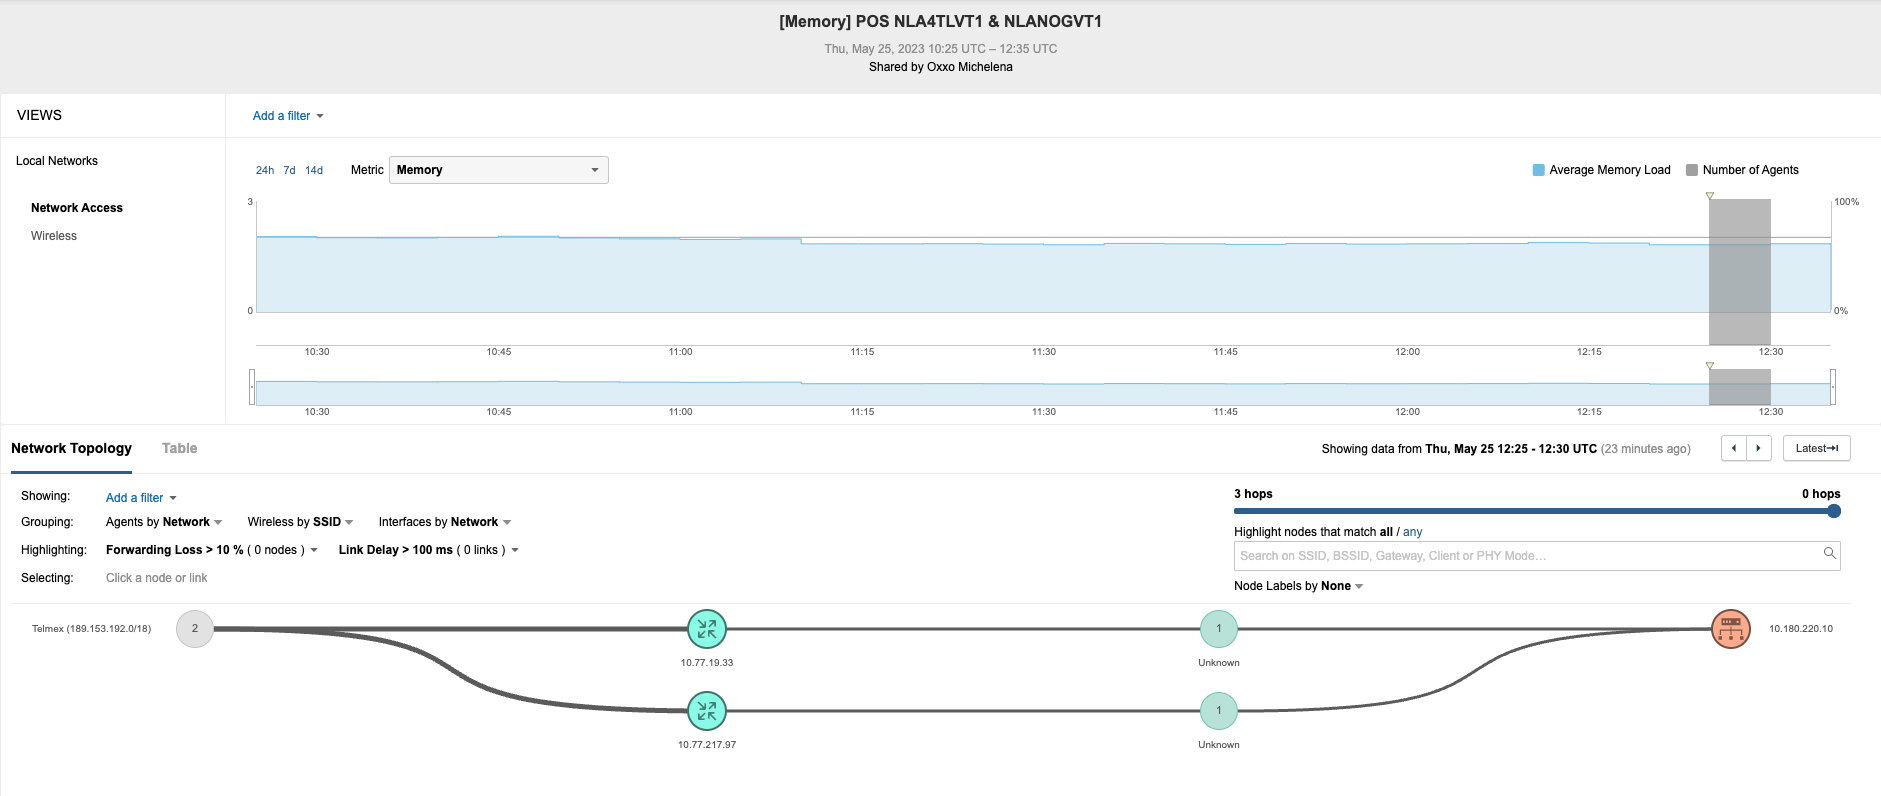 [Memory] POS NLA4TLVT1 & NLANOGVT1
Thu, May 25, 2023 10:25 UTC – 12:35 UTC
Shared by Oxxo Michelena
VIEWS
Add a filter
Local Networks
Network Access
Wireless
24h 7d 14d Metric Memory
Average Memory Load Number of Agents
3 100%
0 0%
10:30 10:45 11:00 11:15 11:30 11:45 12:00 12:15 12:30
10:30 10:45 11:00 11:15 11:30 11:45 12:00 12:15 12:30
Network Topology Table
Showing data from Thu, May 25 12:25 - 12:30 UTC (23 minutes ago) Latest
Showing: Add a filter
Grouping: Agents by Network Wireless by SSID Interfaces by Network
Highlighting: Forwarding Loss > 10 % ( 0 nodes ) Link Delay > 100 ms ( 0 links )
Selecting: Click a node or link
3 hops 0 hops
Highlight nodes that match all / any
Search on SSID, BSSID, Gateway, Client or PHY Mode...
Node Labels by None
Telmex (189.153.192.0/18) 2 1 10.180.220.10
10.77.19.33 Unknown
1
10.77.217.97 Unknown